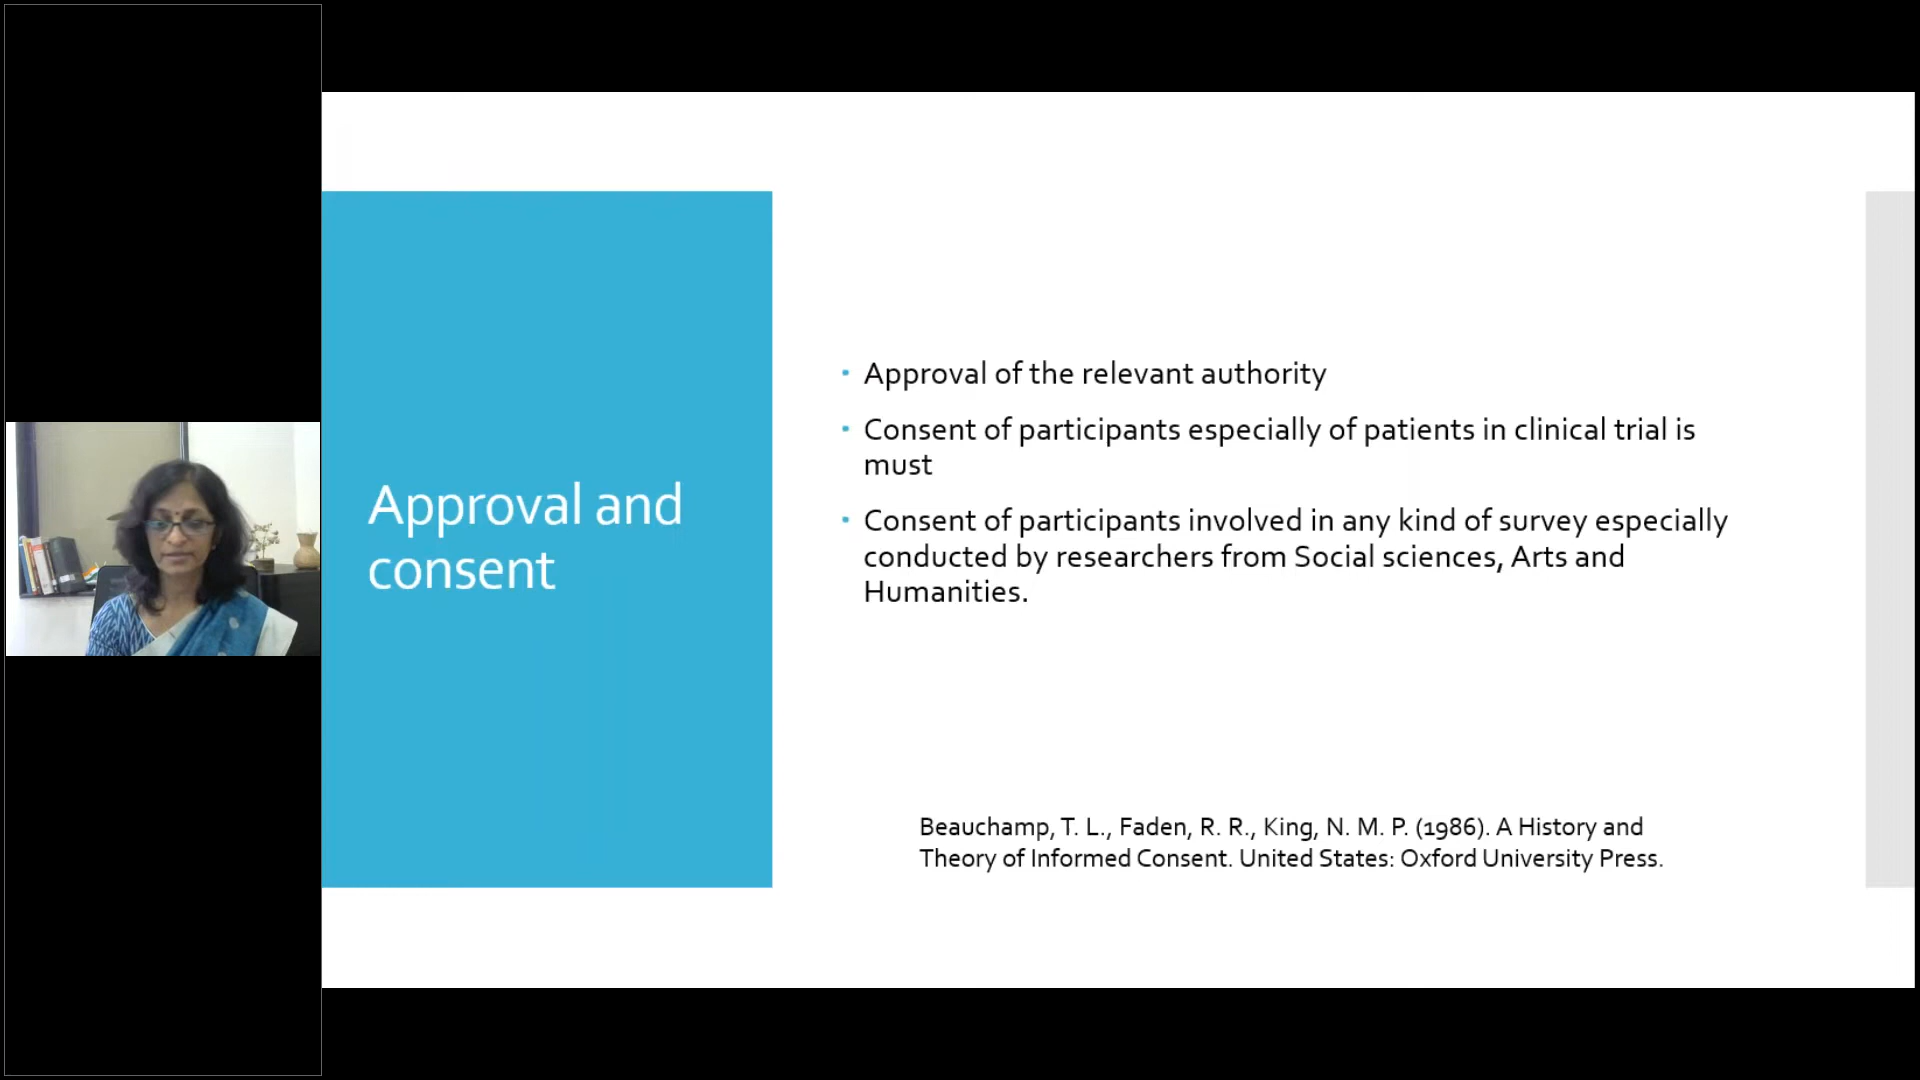 Approval and
consent
• Approval of the relevant authority
• Consent of participants especially of patients in clinical trial is
must
• Consent of participants involved in any kind of survey especially
conducted by researchers from Social sciences, Arts and
Humanities.
Beauchamp, T. L., Faden, R. R., King, N. M. P. (1986). A History and
Theory of Informed Consent. United States: Oxford University Press.